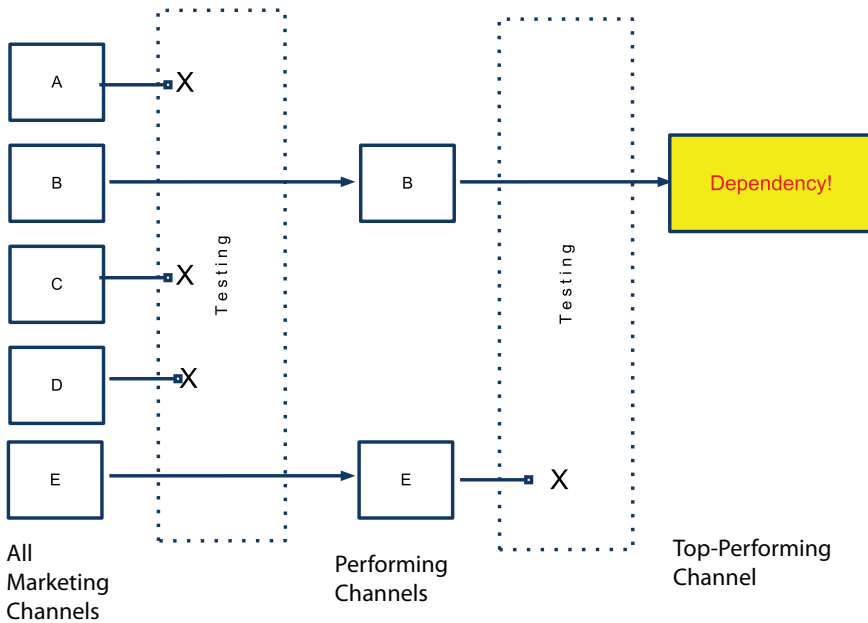 A
X
B
B
Dependency!
C
X
Testing
Testing
D
X
E
E
X
All
Marketing
Channels
Performing
Channels
Top-Performing
Channel